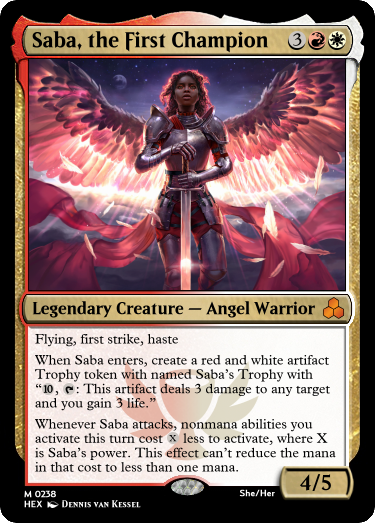 Saba, the First Champion 3
Legendary Creature — Angel Warrior
Flying, first strike, haste
When Saba enters, create a red and white artifact
Trophy token with named Saba's Trophy with
“10, : This artifact deals 3 damage to any target
and you gain 3 life.”
Whenever Saba attacks, nonmana abilities you
activate this turn cost X less to activate, where X
is Saba's power. This effect can't reduce the mana
in that cost to less than one mana.
4/5
M 0238
She/Her
HEX Dennis van Kessel